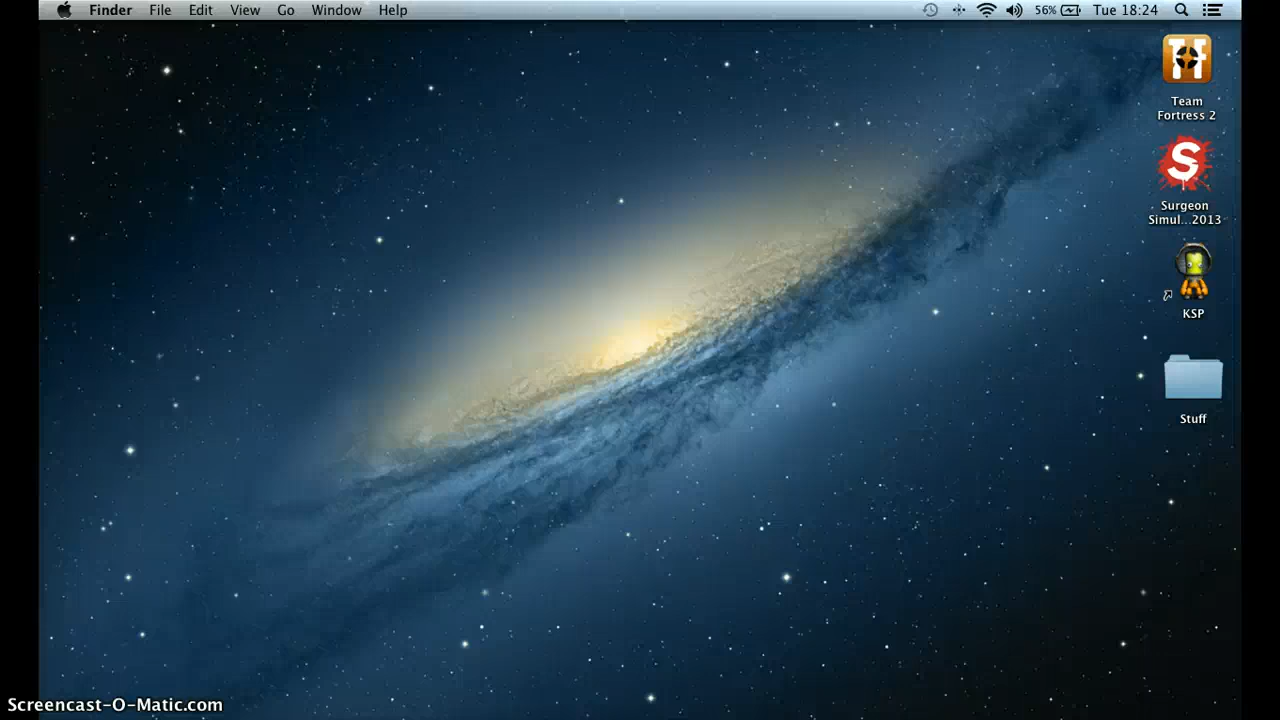 Finder File Edit View Go Window Help 56% Tue 18:24
Team
Fortress 2
S
Surgeon
Simul...2013
KSP
Stuff
Screencast-O-Matic.com